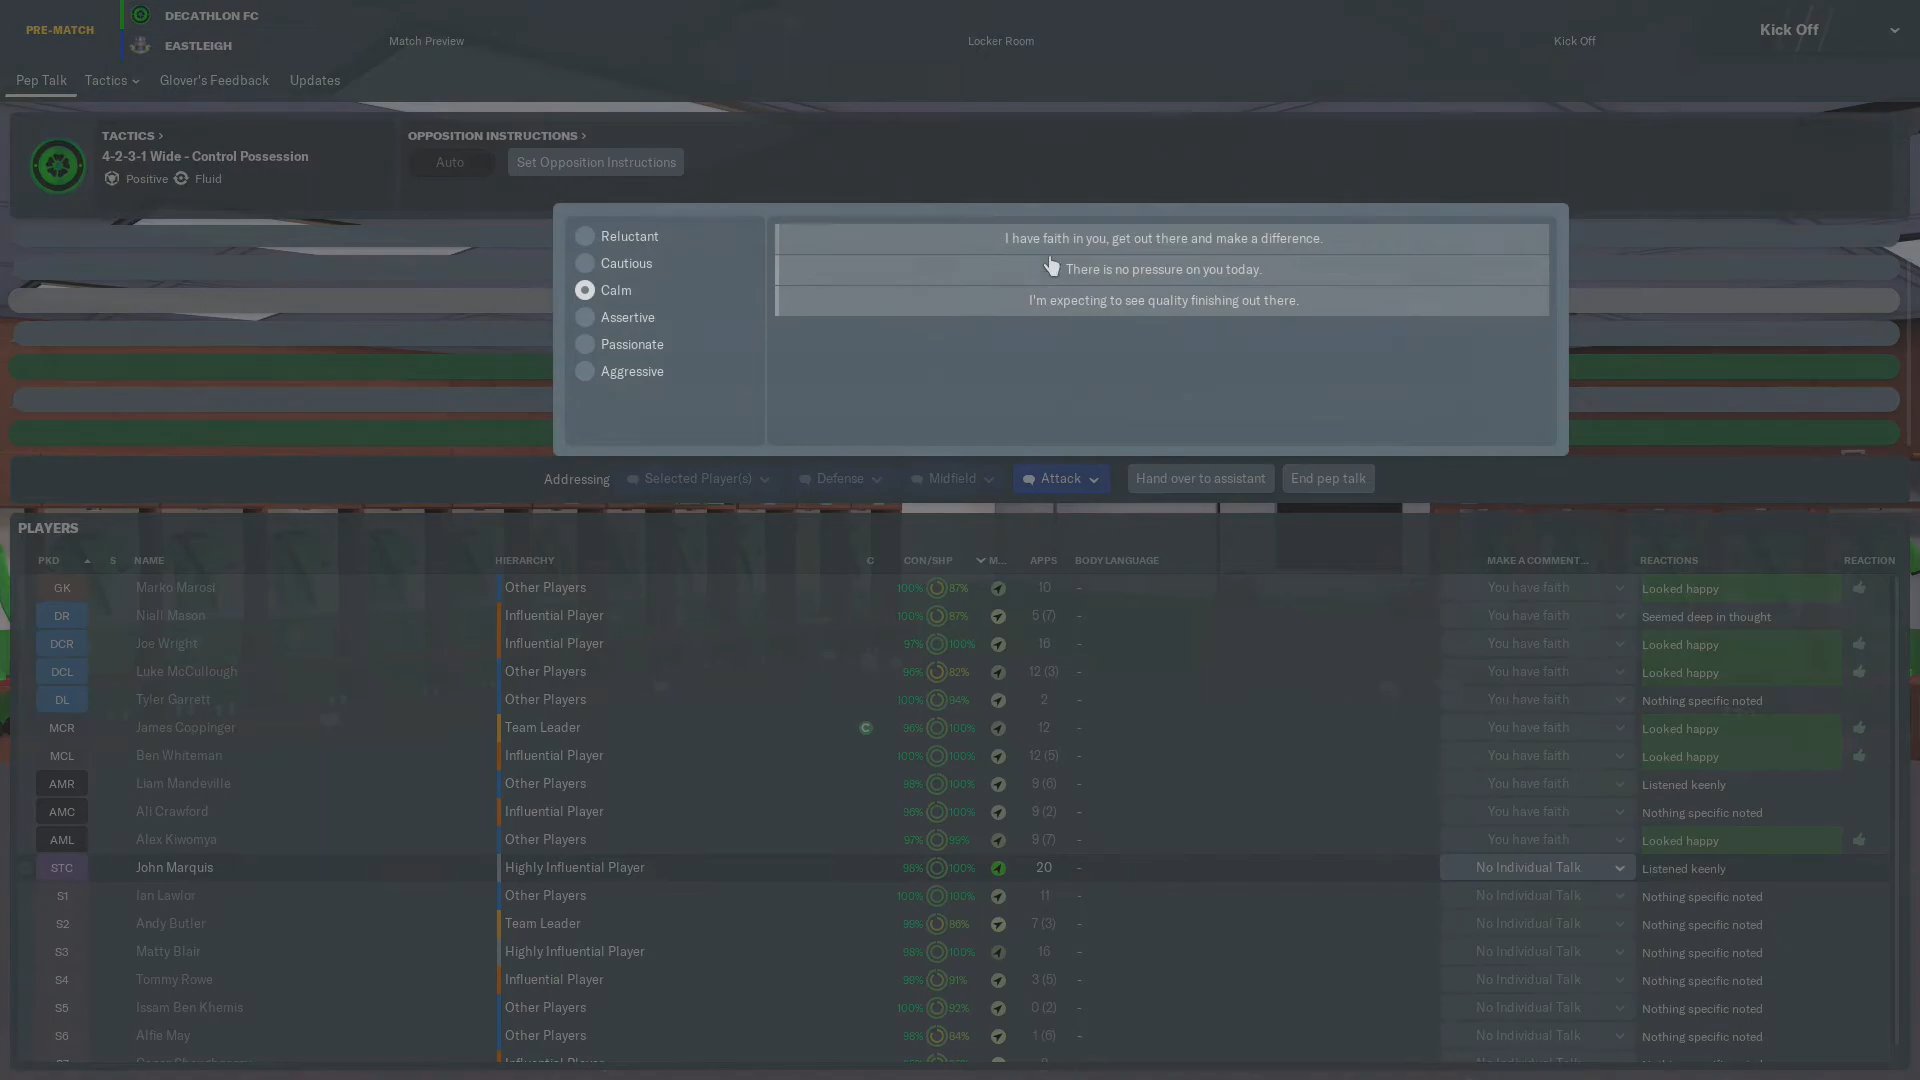 PRE-MATCH
DECATHLON FC
EASTLEIGH
Match Preview
Locker Room
Kick Off
Kick Off
Pep Talk Tactics Glover's Feedback Updates
TACTICS >
4-2-3-1 Wide - Control Possession
Positive Fluid
OPPOSITION INSTRUCTIONS >
Auto Set Opposition Instructions
Reluctant
Cautious
Calm
Assertive
Passionate
Aggressive
I have faith in you, get out there and make a difference.
There is no pressure on you today.
I'm expecting to see quality finishing out there.
Addressing Selected Player(s) Defense Midfield Attack Hand over to assistant End pep talk
PLAYERS
PKD S NAME HIERARCHY C CON/SHP M... APPS BODY LANGUAGE MAKE A COMMENT... REACTIONS REACTION
GK Marko Marosi Other Players 100% 87% 10 - You have faith Looked happy
DR Niall Mason Influential Player 100% 87% 5 (7) - You have faith Seemed deep in thought
DCR Joe Wright Influential Player 97% 100% 16 - You have faith Looked happy
DCL Luke McCullough Other Players 96% 82% 12 (3) - You have faith Looked happy
DL Tyler Garrett Other Players 100% 94% 2 - You have faith Nothing specific noted
MCR James Coppinger Team Leader C 96% 100% 12 - You have faith Looked happy
MCL Ben Whiteman Influential Player 100% 100% 12 (5) - You have faith Looked happy
AMR Liam Mandeville Other Players 98% 100% 9 (6) - You have faith Listened keenly
AMC Ali Crawford Influential Player 96% 100% 9 (2) - You have faith Nothing specific noted
AML Alex Kiwomya Other Players 97% 99% 9 (7) - You have faith Looked happy
STC John Marquis Highly Influential Player 98% 100% 20 - No Individual Talk Listened keenly
S1 Ian Lawlor Other Players 100% 100% 11 - No Individual Talk Nothing specific noted
S2 Andy Butler Team Leader 99% 86% 7 (3) - No Individual Talk Nothing specific noted
S3 Matty Blair Highly Influential Player 98% 100% 16 - No Individual Talk Nothing specific noted
S4 Tommy Rowe Influential Player 99% 91% 3 (5) - No Individual Talk Nothing specific noted
S5 Issam Ben Khemis Other Players 100% 92% 0 (2) - No Individual Talk Nothing specific noted
S6 Alfie May Other Players 98% 84% 1 (6) - No Individual Talk Nothing specific noted